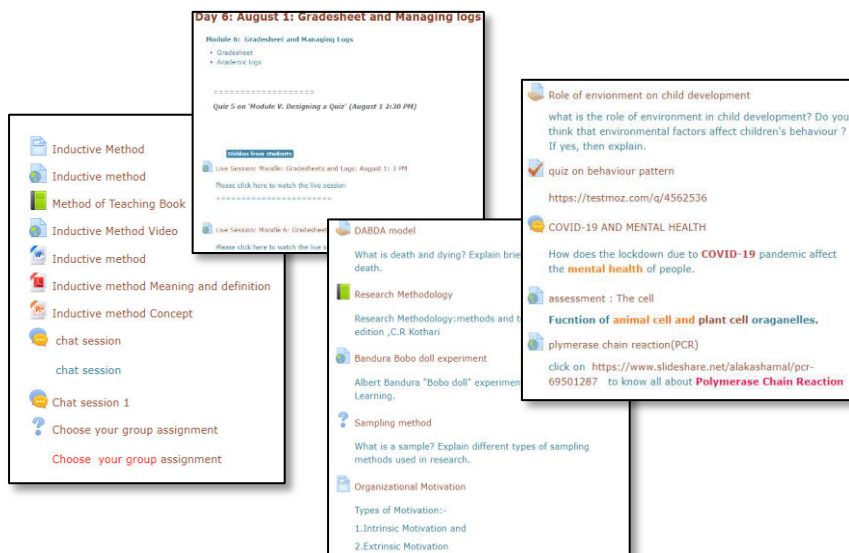 Day 6: August 1: Gradesheet and Managing logs
Module 6: Gradesheet and Managing Logs
• Gradesheet
• Academic logs
====================
Quiz 5 on 'Module V. Designing a Quiz' (August 1 2:30 PM)
Hidden from students
Live Session: Moodle: Gradesheets and Logs: August 1: 3 PM
Please click here to watch the live session
=======================
Live Session: Moodle 6: Gradesheet
Please click here to watch the live s
Inductive Method
Inductive method
Method of Teaching Book
Inductive Method Video
Inductive method
Inductive method Meaning and definition
Inductive method Concept
chat session
chat session
Chat session 1
Choose your group assignment
Choose your group assignment
DABDA model
What is death and dying? Explain brie
death.
Research Methodology
Research Methodology:methods and t
edition ,C.R Kothari
Bandura Bobo doll experiment
Albert Bandura "Bobo doll" experimen
Learning.
Sampling method
What is a sample? Explain different types of sampling
methods used in research.
Organizational Motivation
Types of Motivation:-
1.Intrinsic Motivation and
2.Extrinsic Motivation
Role of envionment on child development
what is the role of environment in child development? Do you
think that environmental factors affect children's behaviour ?
If yes, then explain.
quiz on behaviour pattern
https://testmoz.com/q/4562536
COVID-19 AND MENTAL HEALTH
How does the lockdown due to COVID-19 pandemic affect
the mental health of people.
assessment : The cell
Fucntion of animal cell and plant cell oraganelles.
plymerase chain reaction(PCR)
click on https://www.slideshare.net/alakashamal/pcr-
69501287 to know all about Polymerase Chain Reaction